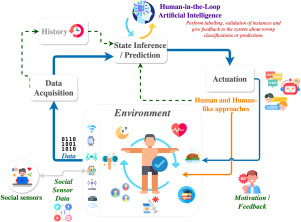 Human-in-the-Loop
Artificial Intelligence
Perform labelling, validation of instances and
give feedback to the system about wrong
classifications or predictions
History
State Inference
/ Prediction
Data
Acquisition
Actuation
Human and Human-
like approaches
Environment
0110
1001
1010
Data
Social sensors
Social
Sensor
Data
Motivation /
Feedback